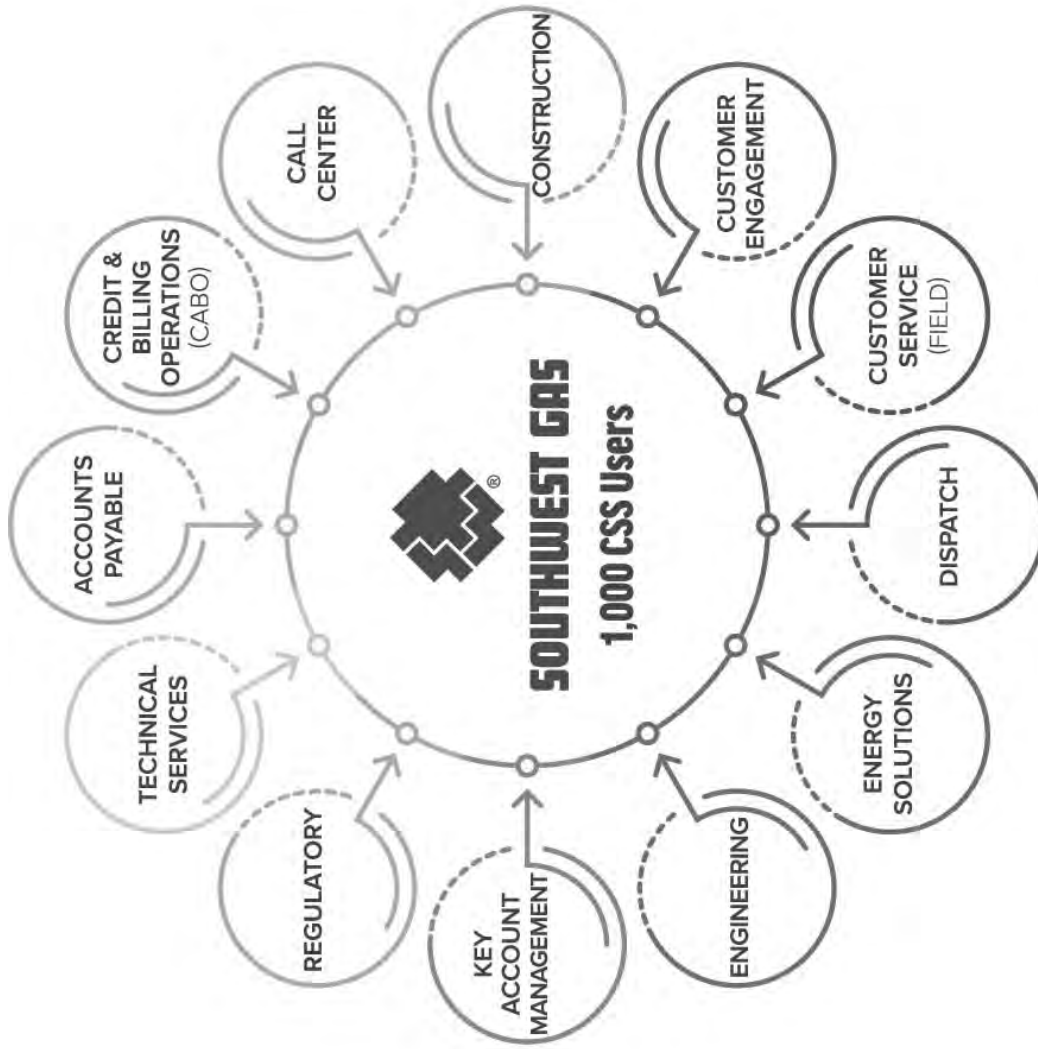 ACCOUNTS
PAYABLE
CREDIT &
BILLING
OPERATIONS
(CABO)
CALL
CENTER
CONSTRUCTION
CUSTOMER
ENGAGEMENT
CUSTOMER
SERVICE
(FIELD)
DISPATCH
ENERGY
SOLUTIONS
ENGINEERING
KEY
ACCOUNT
MANAGEMENT
REGULATORY
TECHNICAL
SERVICES
®
SOUTHWEST GAS
1,000 CSS Users